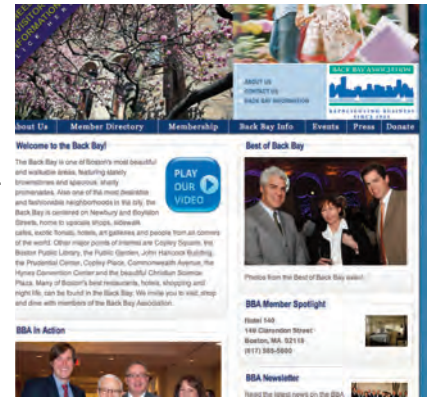 VISITOR
INFORMATION
CLICK HERE
ABOUT US
CONTACT US
BACK BAY INFORMATION
BACK BAY ASSOCIATION
REPRESENTING BUSINESS
SINCE 1923
bout Us Member Directory Membership Back Bay Info Events Press Donate
Welcome to the Back Bay!
The Back Bay is one of Boston's most beautiful
and walkable areas, featuring stately
brownstones and spacious, shady
promenades. Also one of the most desirable
and fashionable neighborhoods in the city, the
Back Bay is centered on Newbury and Boylston
Streets, home to upscale shops, sidewalk
cafes, exotic florists, hotels, art galleries and people from all corners
of the world. Other major points of interest are Copley Square, the
Boston Public Library, the Public Garden, John Hancock Building,
the Prudential Center, Copley Place, Commonwealth Avenue, the
Hynes Convention Center and the beautiful Christian Science
Plaza. Many of Boston's best restaurants, hotels, shopping and
night life, can be found in the Back Bay. We invite you to visit, shop
and dine with members of the Back Bay Association.
PLAY
OUR
VIDEO
BBA In Action
Best of Back Bay
Photos from the Best of Back Bay
BBA Member Spotlight
Hotel 140
140 Clarendon Street
Boston, MA 02116
(617) 585-5600
BBA Newsletter
Read the latest news on the BBA